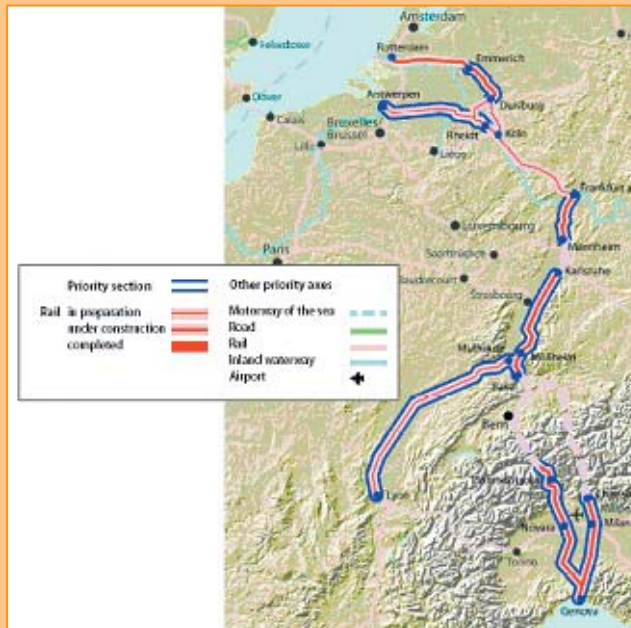 Amsterdam
Felixstowe
Rotterdam
Emmerich
Dover
Antwerpen
Duisburg
Calais
Bruxelles/
Brussel
Rheidt
Köln
Lille
Liège
Frankfurt a
Luxembourg
Mannheim
Paris
Saarbrücken
Karlsruhe
Baudrecourt
Strasbourg
Priority section
Other priority axes
Rail in preparation
under construction
completed
Motorway of the sea
Road
Rail
Inland waterway
Airport
Mulhouse
Müllheim
Basel
Bern
Lyon
Novara
Milan
Torino
Genova